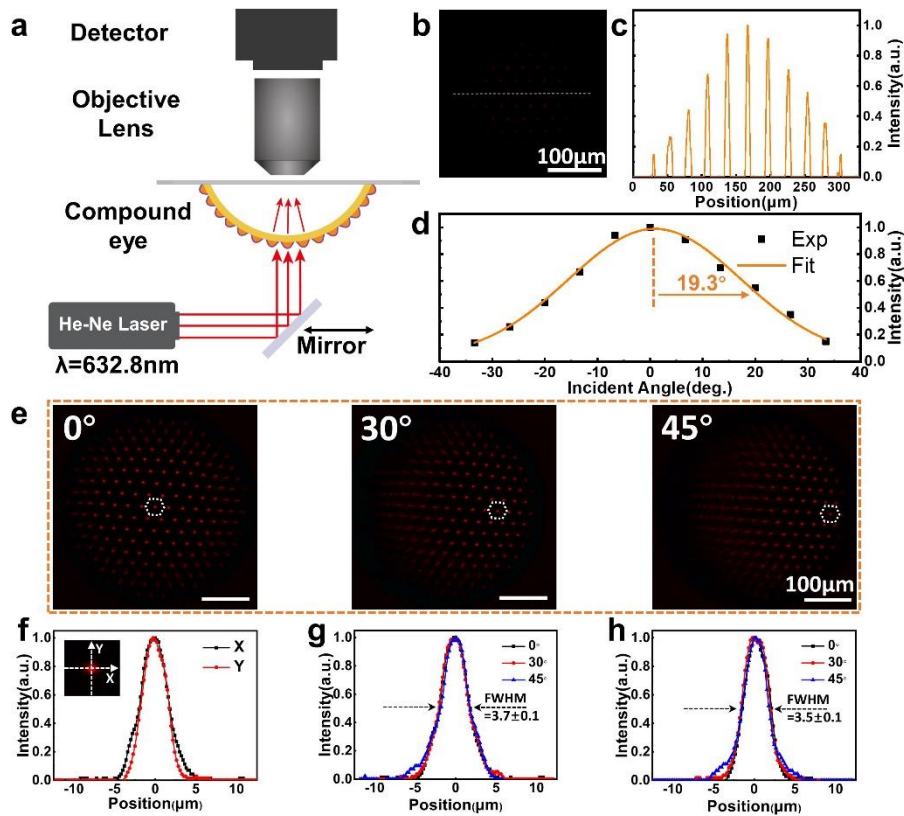 a
Detector
Objective
Lens
Compound
eye
He-Ne Laser
λ=632.8nm
Mirror
b
100μm
c
1.0
0.8
0.6
0.4
0.2
0.0
Intensity(a.u.)
0 50 100 150 200 250 300
Position(μm)
d
Exp
Fit
19.3°
1.0
0.8
0.6
0.4
0.2
0.0
Intensity(a.u.)
-40 -30 -20 -10 0 10 20 30 40
Incident Angle(deg.)
e
0°
30°
45°
100μm
f
Intensity(a.u.)
1.0
0.8
0.6
0.4
0.2
0.0
Y
X
X
Y
-10 -5 0 5 10
Position(μm)
g
Intensity(a.u.)
1.0
0.8
0.6
0.4
0.2
0.0
0°
30°
45°
FWHM
=3.7±0.1
-10 -5 0 5 10
Position(μm)
h
Intensity(a.u.)
1.0
0.8
0.6
0.4
0.2
0.0
0°
30°
45°
FWHM
=3.5±0.1
-10 -5 0 5 10
Position(μm)